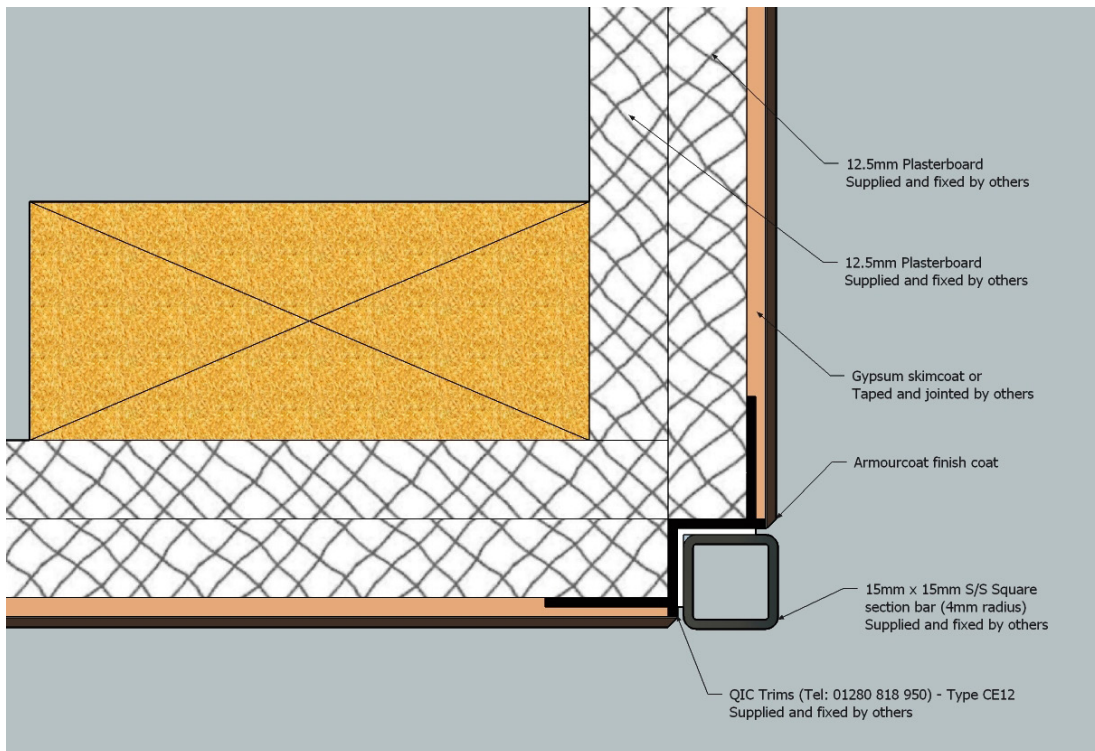 12.5mm Plasterboard
Supplied and fixed by others
12.5mm Plasterboard
Supplied and fixed by others
Gypsum skimcoat or
Taped and jointed by others
Armourcoat finish coat
15mm x 15mm S/S Square
section bar (4mm radius)
Supplied and fixed by others
QIC Trims (Tel: 01280 818 950) - Type CE12
Supplied and fixed by others